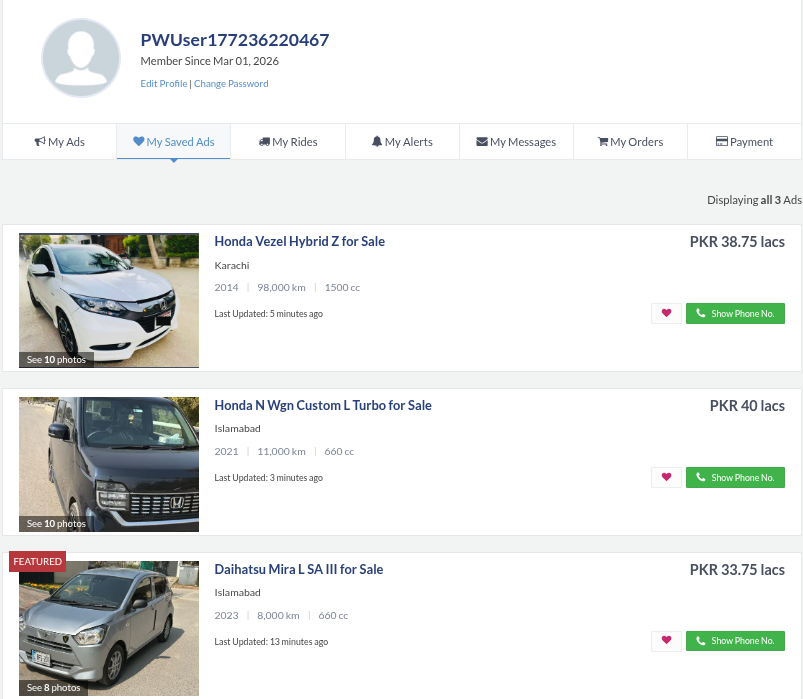 PWUser177236220467
Member Since Mar 01, 2026
Edit Profile | Change Password
My Ads
My Saved Ads
My Rides
My Alerts
My Messages
My Orders
Payment
Displaying all 3 Ads
Honda Vezel Hybrid Z for Sale
PKR 38.75 lacs
Karachi
2014 | 98,000 km | 1500 cc
Last Updated: 5 minutes ago
Show Phone No.
See 10 photos
Honda N Wgn Custom L Turbo for Sale
PKR 40 lacs
Islamabad
2021 | 11,000 km | 660 cc
Last Updated: 3 minutes ago
Show Phone No.
See 10 photos
FEATURED
Daihatsu Mira L SA III for Sale
PKR 33.75 lacs
Islamabad
2023 | 8,000 km | 660 cc
Last Updated: 13 minutes ago
Show Phone No.
See 8 photos